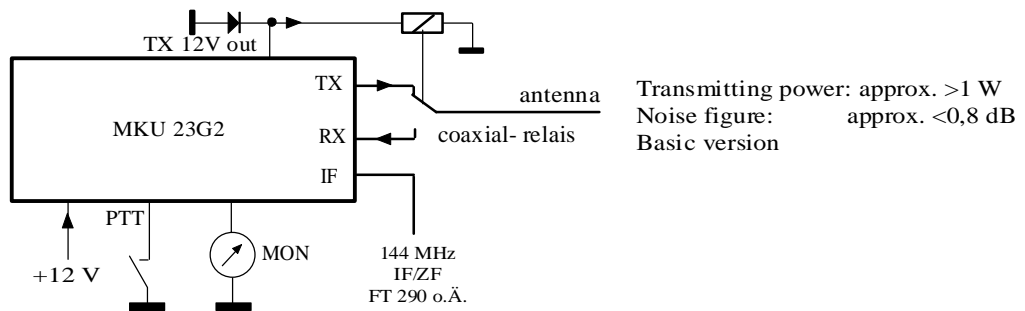 TX 12V out
TX
antenna
Transmitting power: approx. >1 W
MKU 23G2
Noise figure: approx. <0,8 dB
RX
coaxial- relais
Basic version
IF
PTT
MON
+12 V
144 MHz
IF/ZF
FT 290 o.Ä.